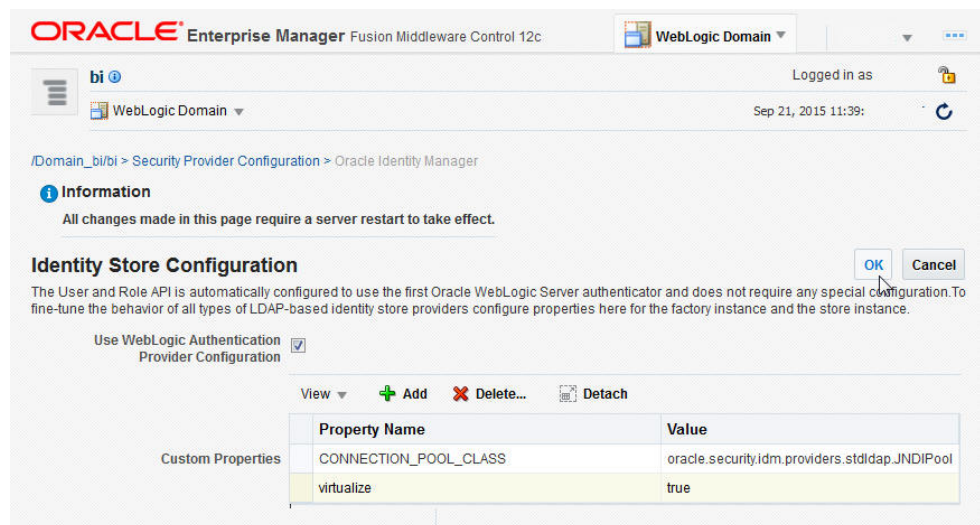 ORACLE Enterprise Manager Fusion Middleware Control 12c WebLogic Domain
bi Logged in as
WebLogic Domain Sep 21, 2015 11:39:
/Domain_bi/bi > Security Provider Configuration > Oracle Identity Manager
Information
All changes made in this page require a server restart to take effect.
Identity Store Configuration OK Cancel
The User and Role API is automatically configured to use the first Oracle WebLogic Server authenticator and does not require any special configuration.To
fine-tune the behavior of all types of LDAP-based identity store providers configure properties here for the factory instance and the store instance.
Use WebLogic Authentication
Provider Configuration
View Add Delete... Detach
Property Name Value
Custom Properties CONNECTION_POOL_CLASS oracle.security.idm.providers.stdldap.JNDIPool
virtualize true